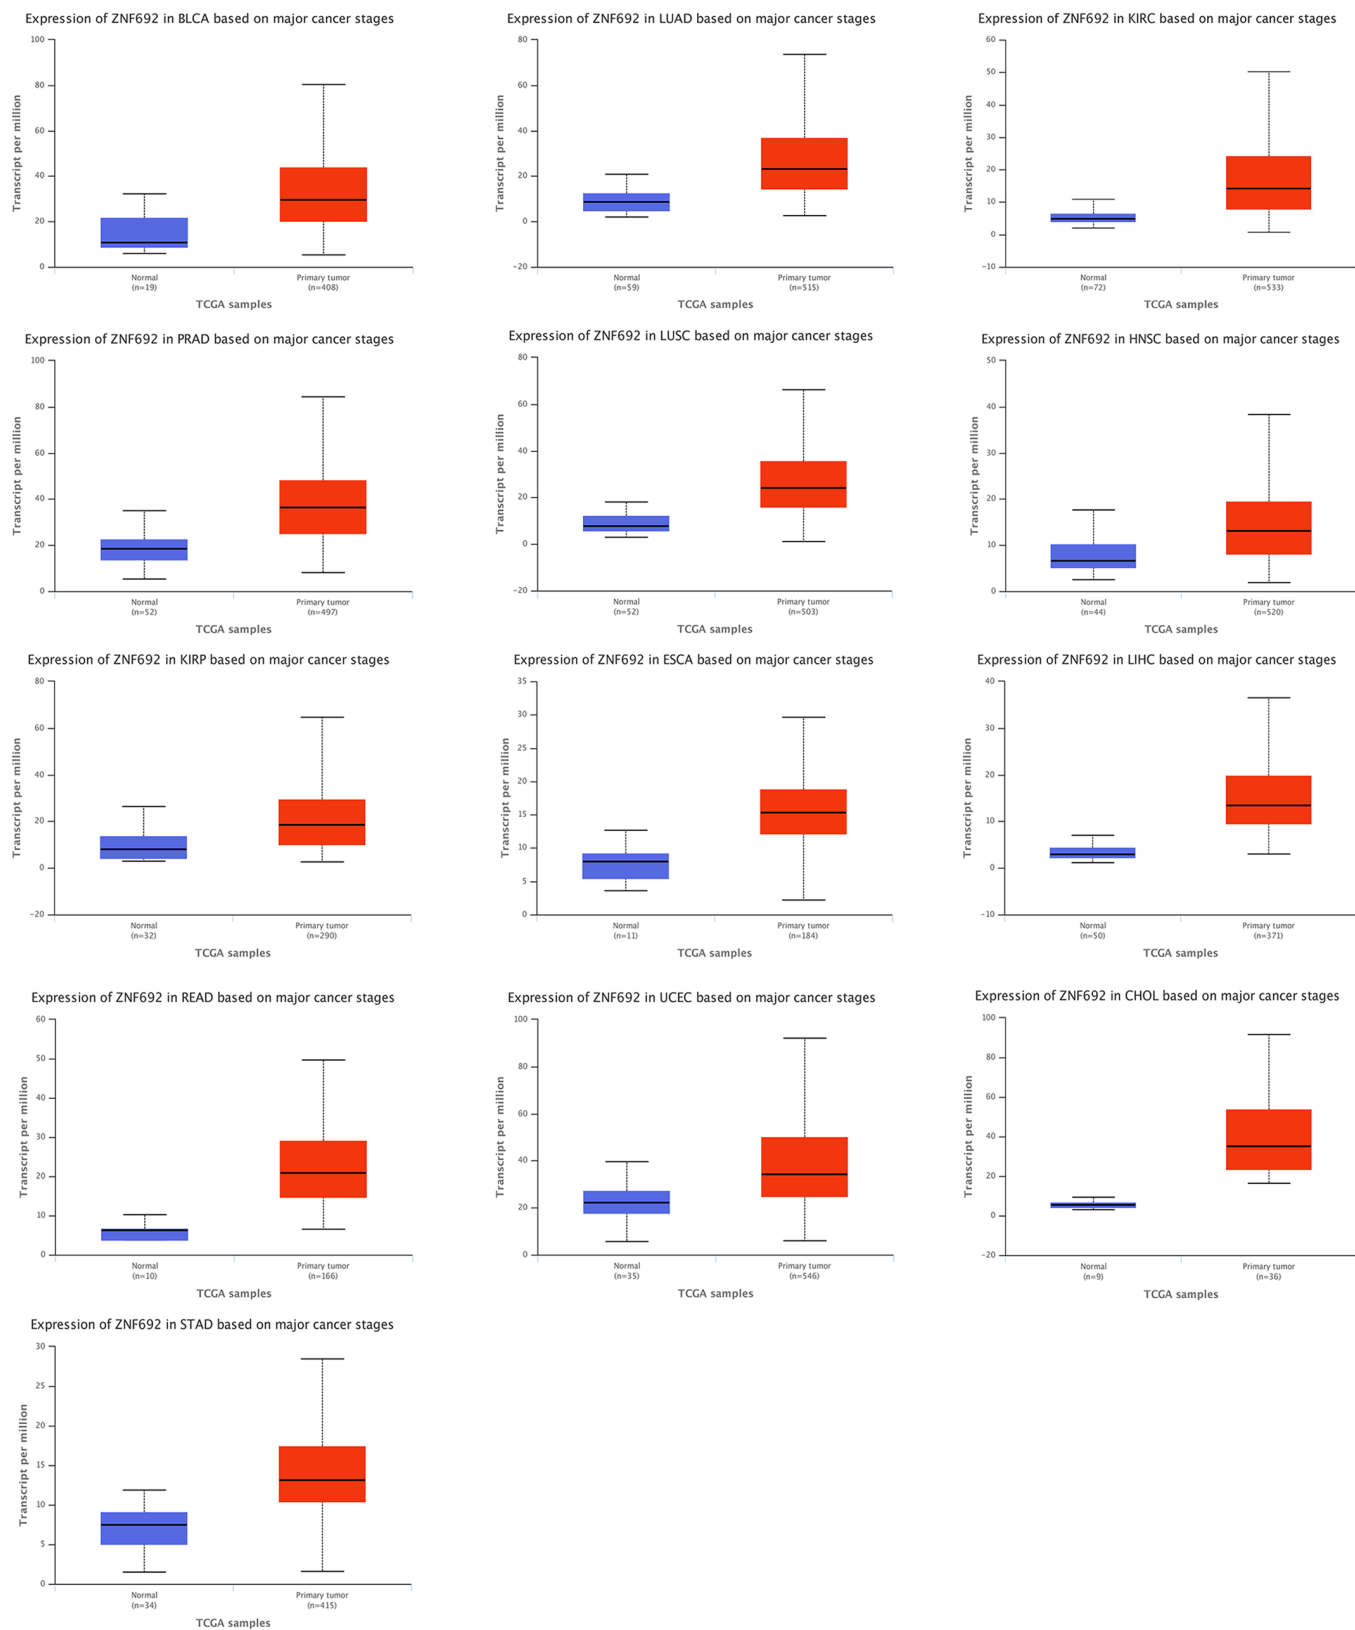 Expression of ZNF692 in BLCA based on major cancer stages
Transcript per million
100
80
60
40
20
0
Normal
(n=19)
Primary tumor
(n=408)
TCGA samples
Expression of ZNF692 in LUAD based on major cancer stages
Transcript per million
80
60
40
20
0
−20
Normal
(n=59)
Primary tumor
(n=515)
TCGA samples
Expression of ZNF692 in KIRC based on major cancer stages
Transcript per million
60
50
40
30
20
10
0
−10
Normal
(n=72)
Primary tumor
(n=533)
TCGA samples
Expression of ZNF692 in PRAD based on major cancer stages
Transcript per million
100
80
60
40
20
0
Normal
(n=52)
Primary tumor
(n=497)
TCGA samples
Expression of ZNF692 in LUSC based on major cancer stages
Transcript per million
80
60
40
20
0
−20
Normal
(n=52)
Primary tumor
(n=503)
TCGA samples
Expression of ZNF692 in HNSC based on major cancer stages
Transcript per million
50
40
30
20
10
0
Normal
(n=44)
Primary tumor
(n=520)
TCGA samples
Expression of ZNF692 in KIRP based on major cancer stages
Transcript per million
80
60
40
20
0
−20
Normal
(n=32)
Primary tumor
(n=290)
TCGA samples
Expression of ZNF692 in ESCA based on major cancer stages
Transcript per million
35
30
25
20
15
10
5
0
Normal
(n=11)
Primary tumor
(n=184)
TCGA samples
Expression of ZNF692 in LIHC based on major cancer stages
Transcript per million
40
30
20
10
0
−10
Normal
(n=50)
Primary tumor
(n=371)
TCGA samples
Expression of ZNF692 in READ based on major cancer stages
Transcript per million
60
50
40
30
20
10
0
Normal
(n=10)
Primary tumor
(n=166)
TCGA samples
Expression of ZNF692 in UCEC based on major cancer stages
Transcript per million
100
80
60
40
20
0
Normal
(n=35)
Primary tumor
(n=546)
TCGA samples
Expression of ZNF692 in CHOL based on major cancer stages
Transcript per million
100
80
60
40
20
0
−20
Normal
(n=9)
Primary tumor
(n=36)
TCGA samples
Expression of ZNF692 in STAD based on major cancer stages
Transcript per million
30
25
20
15
10
5
0
Normal
(n=34)
Primary tumor
(n=415)
TCGA samples